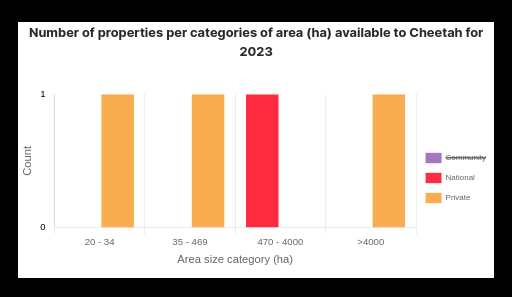 Number of properties per categories of area (ha) available to Cheetah for
2023
Count
1
0
20 - 34
35 - 469
470 - 4000
>4000
Area size category (ha)
Community
National
Private